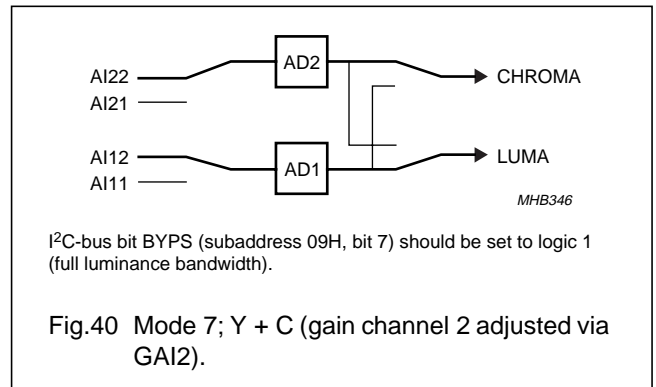 AI22
AI21
AD2
CHROMA
AI12
AI11
AD1
LUMA
MHB346
I²C-bus bit BYPS (subaddress 09H, bit 7) should be set to logic 1
(full luminance bandwidth).
Fig.40 Mode 7; Y + C (gain channel 2 adjusted via
GAI2).